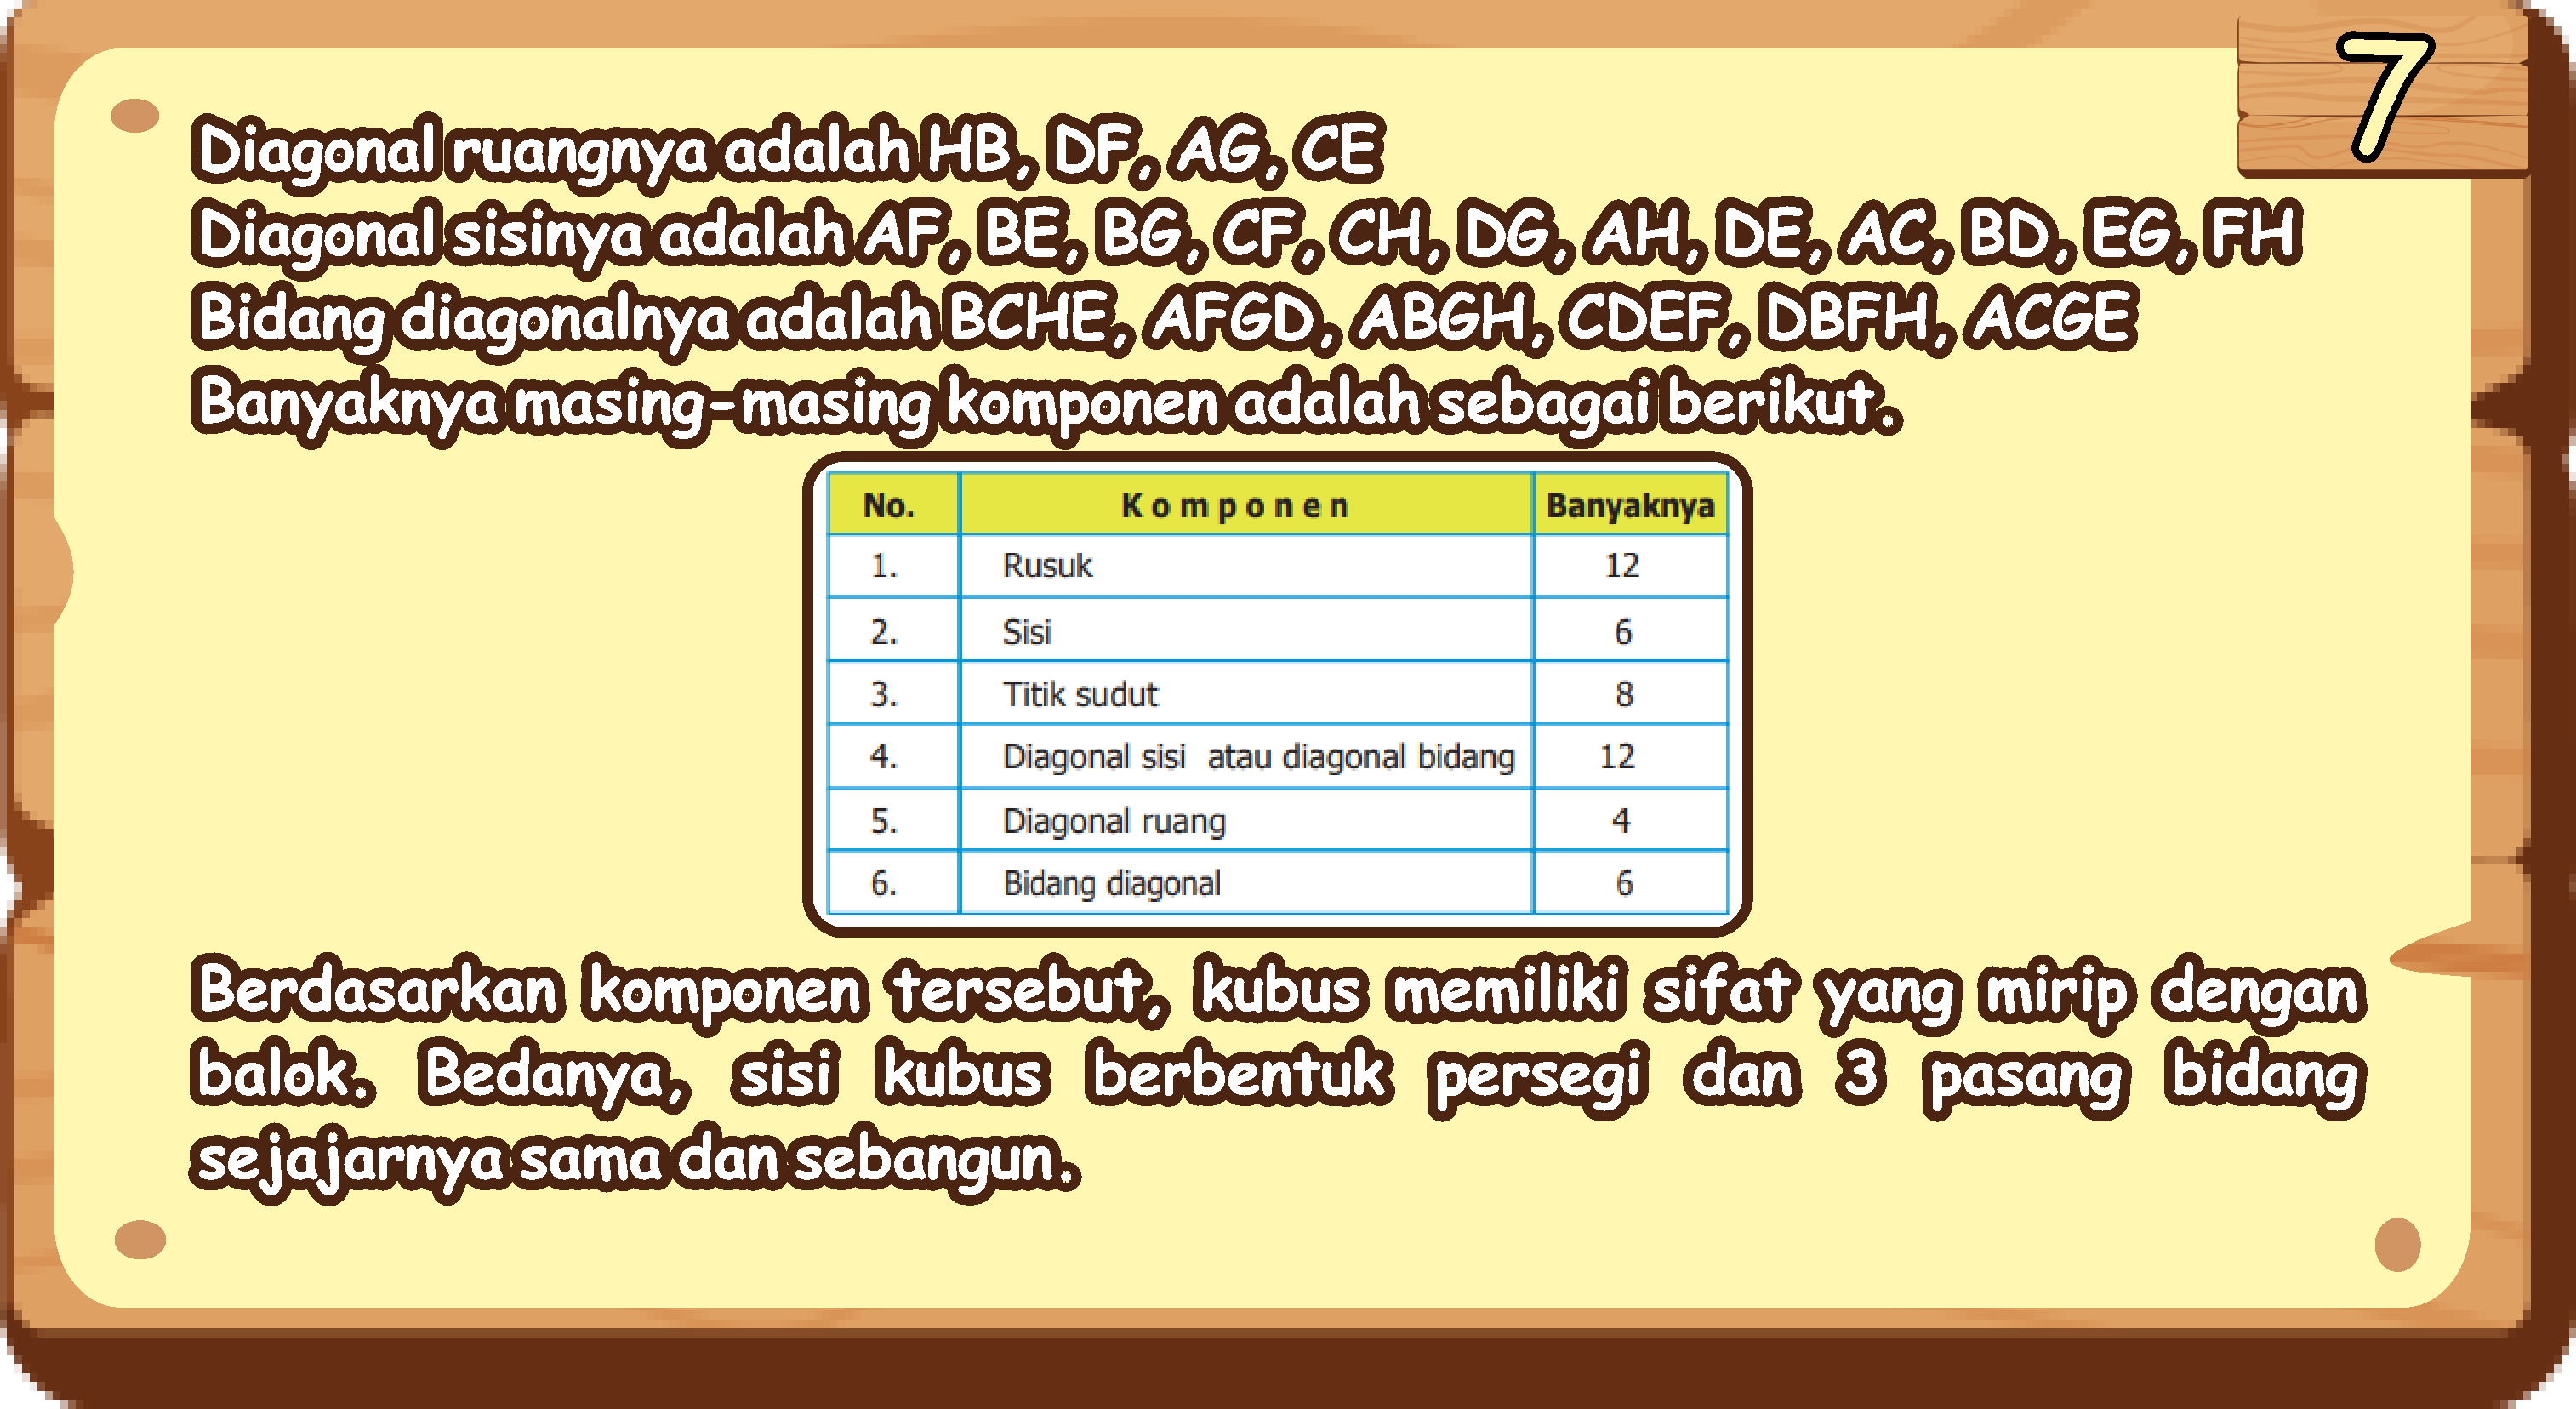 7
Diagonal ruangnya adalah HB, DF, AG, CE
Diagonal sisinya adalah AF, BE, BG, CF, CH, DG, AH, DE, AC, BD, EG, FH
Bidang diagonalnya adalah BCHE, AFGD, ABGH, CDEF, DBFH, ACGE
Banyaknya masing-masing komponen adalah sebagai berikut.
No. Komponen Banyaknya
1. Rusuk 12
2. Sisi 6
3. Titik sudut 8
4. Diagonal sisi atau diagonal bidang 12
5. Diagonal ruang 4
6. Bidang diagonal 6
Berdasarkan komponen tersebut, kubus memiliki sifat yang mirip dengan
balok. Bedanya, sisi kubus berbentuk persegi dan 3 pasang bidang
sejajarnya sama dan sebangun.